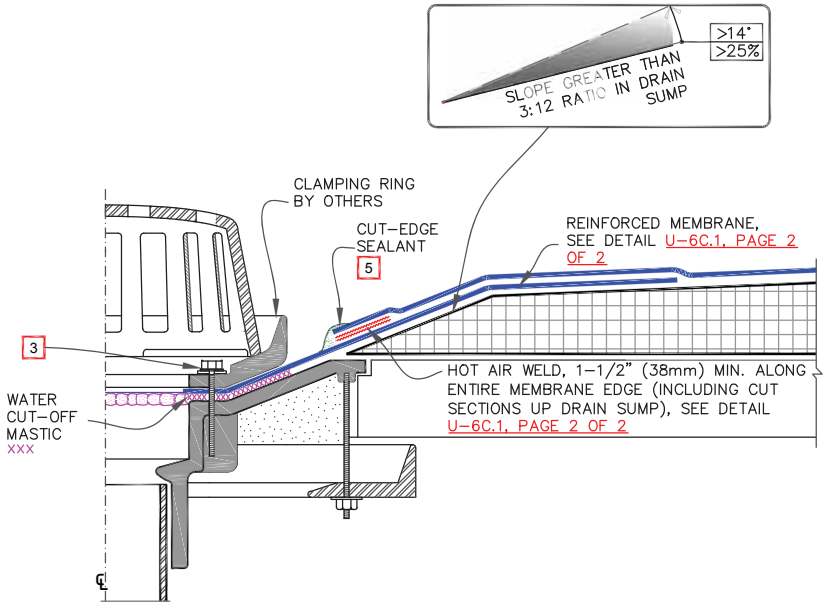 >14°
>25%
SLOPE GREATER THAN
3:12 RATIO IN DRAIN
SUMP
CLAMPING RING
BY OTHERS
CUT-EDGE
SEALANT
5
REINFORCED MEMBRANE,
SEE DETAIL U-6C.1, PAGE 2
OF 2
3
HOT AIR WELD, 1-1/2" (38mm) MIN. ALONG
ENTIRE MEMBRANE EDGE (INCLUDING CUT
SECTIONS UP DRAIN SUMP), SEE DETAIL
U-6C.1, PAGE 2 OF 2
WATER
CUT-OFF
MASTIC
XXX
℄